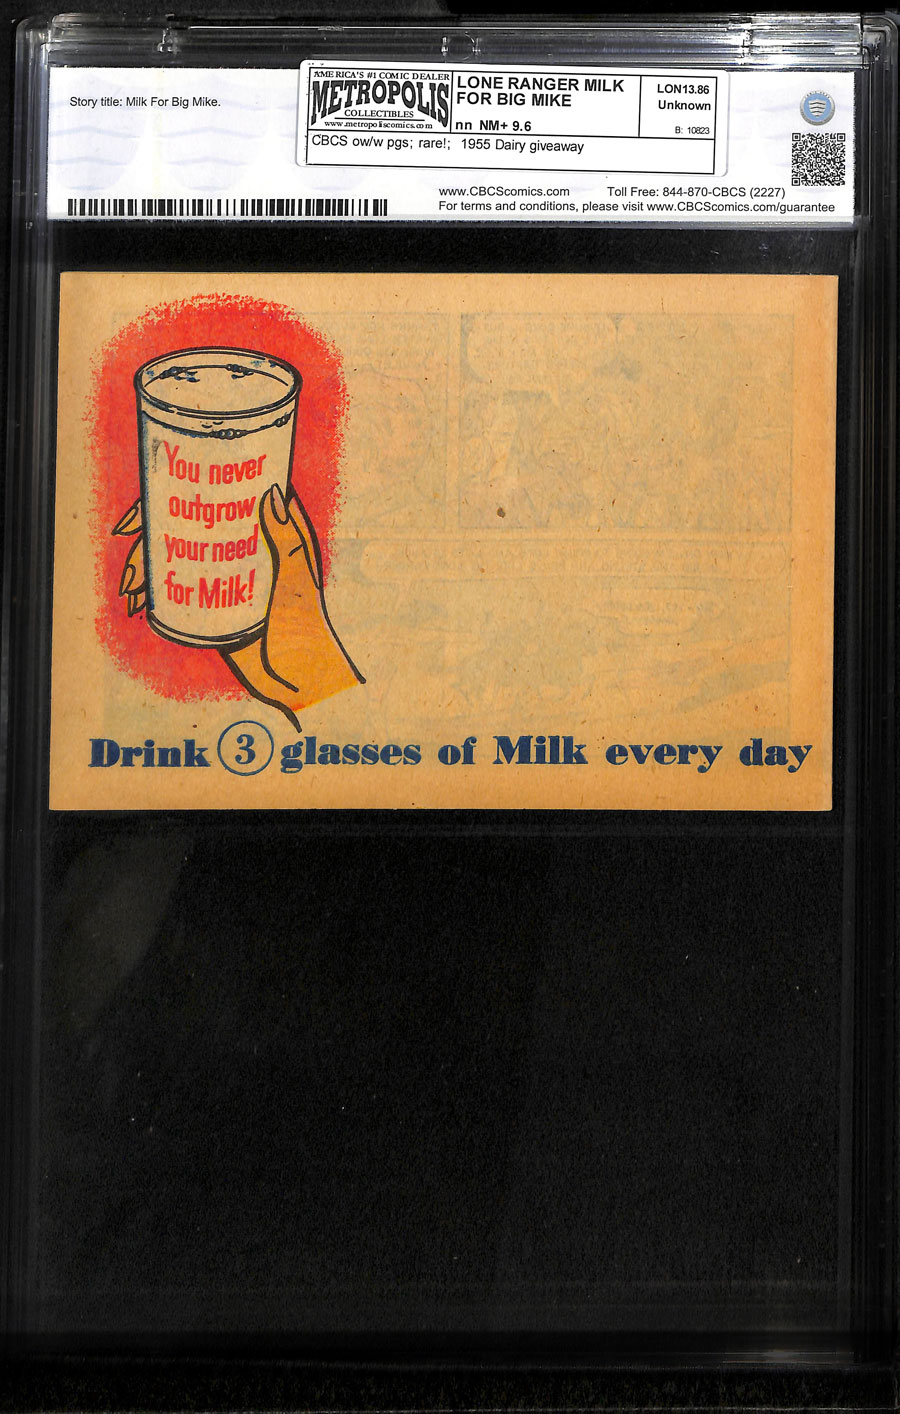 Story title: Milk For Big Mike.
AMERICA'S #1 COMIC DEALER
METROPOLIS
COLLECTIBLES
www.metropoliscomics.com
LONE RANGER MILK
FOR BIG MIKE
nn NM+ 9.6
LON13.86
Unknown
B: 10823
CBCS ow/w pgs; rare!; 1955 Dairy giveaway
www.CBCScomics.com
Toll Free: 844-870-CBCS (2227)
For terms and conditions, please visit www.CBCScomics.com/guarantee
You never
outgrow
your need
for Milk!
Drink 3 glasses of Milk every day